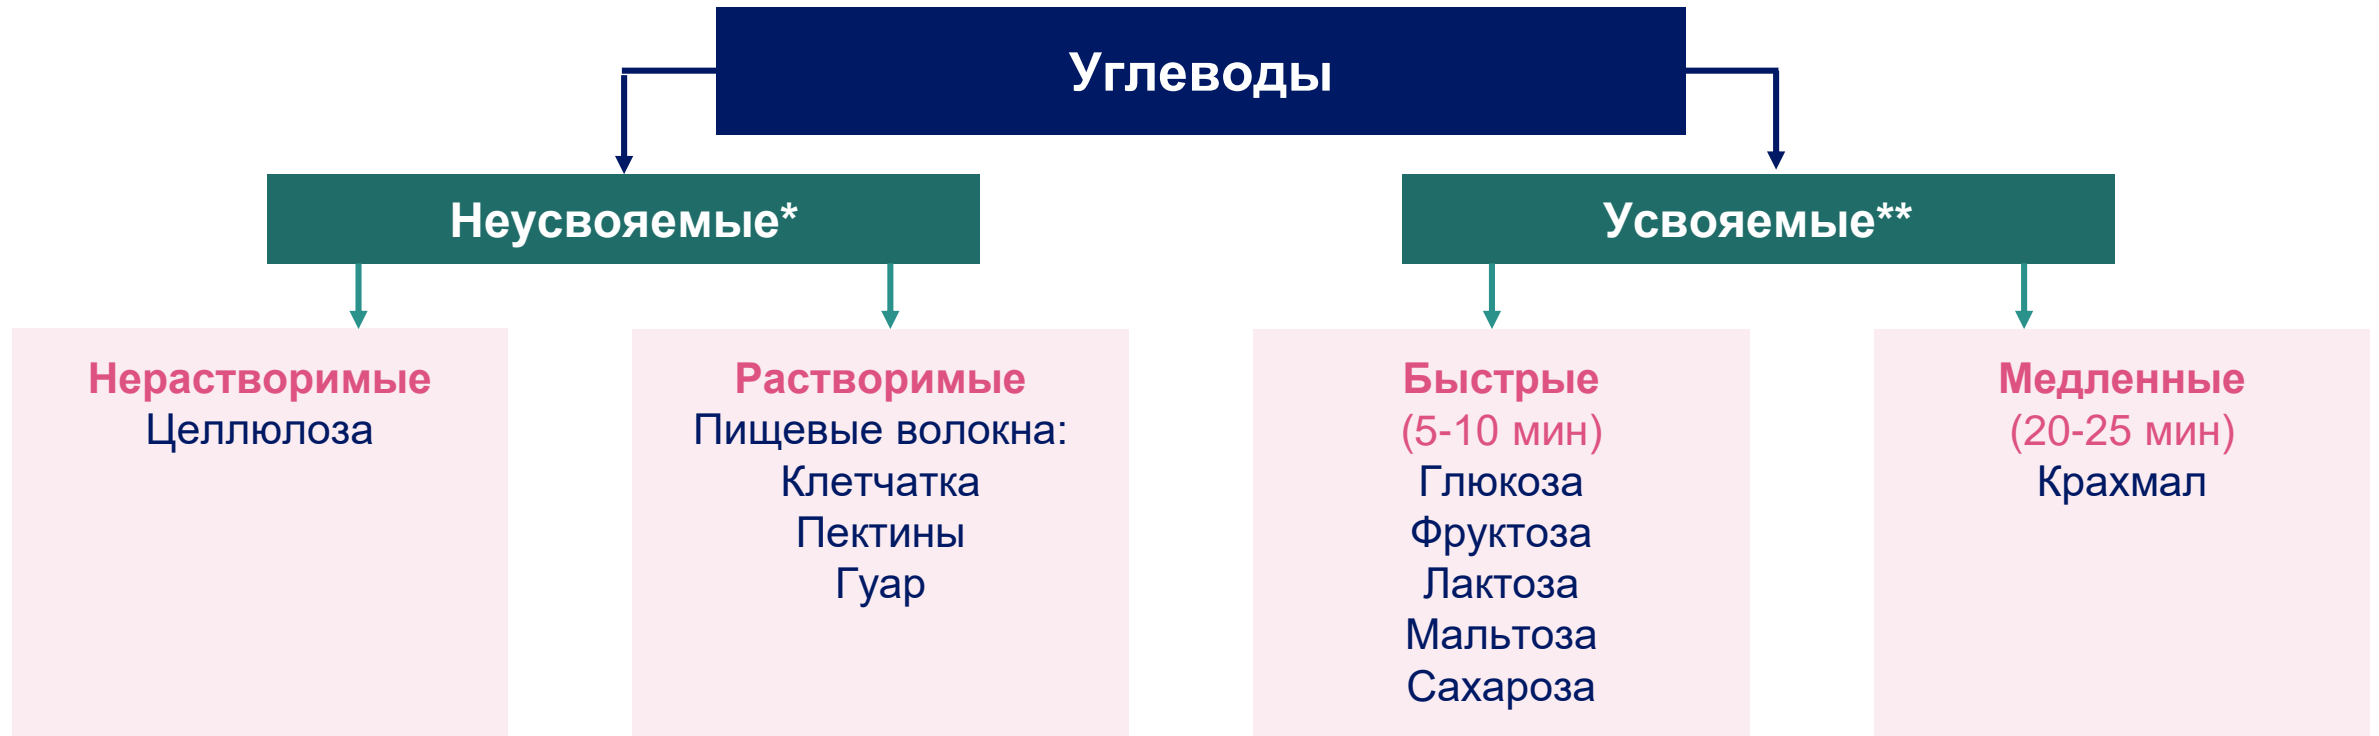 Углеводы
Неусвояемые*
Усвояемые**
Нерастворимые
Целлюлоза
Растворимые
Пищевые волокна:
Клетчатка
Пектины
Гуар
Быстрые
(5-10 мин)
Глюкоза
Фруктоза
Лактоза
Мальтоза
Сахароза
Медленные
(20-25 мин)
Крахмал